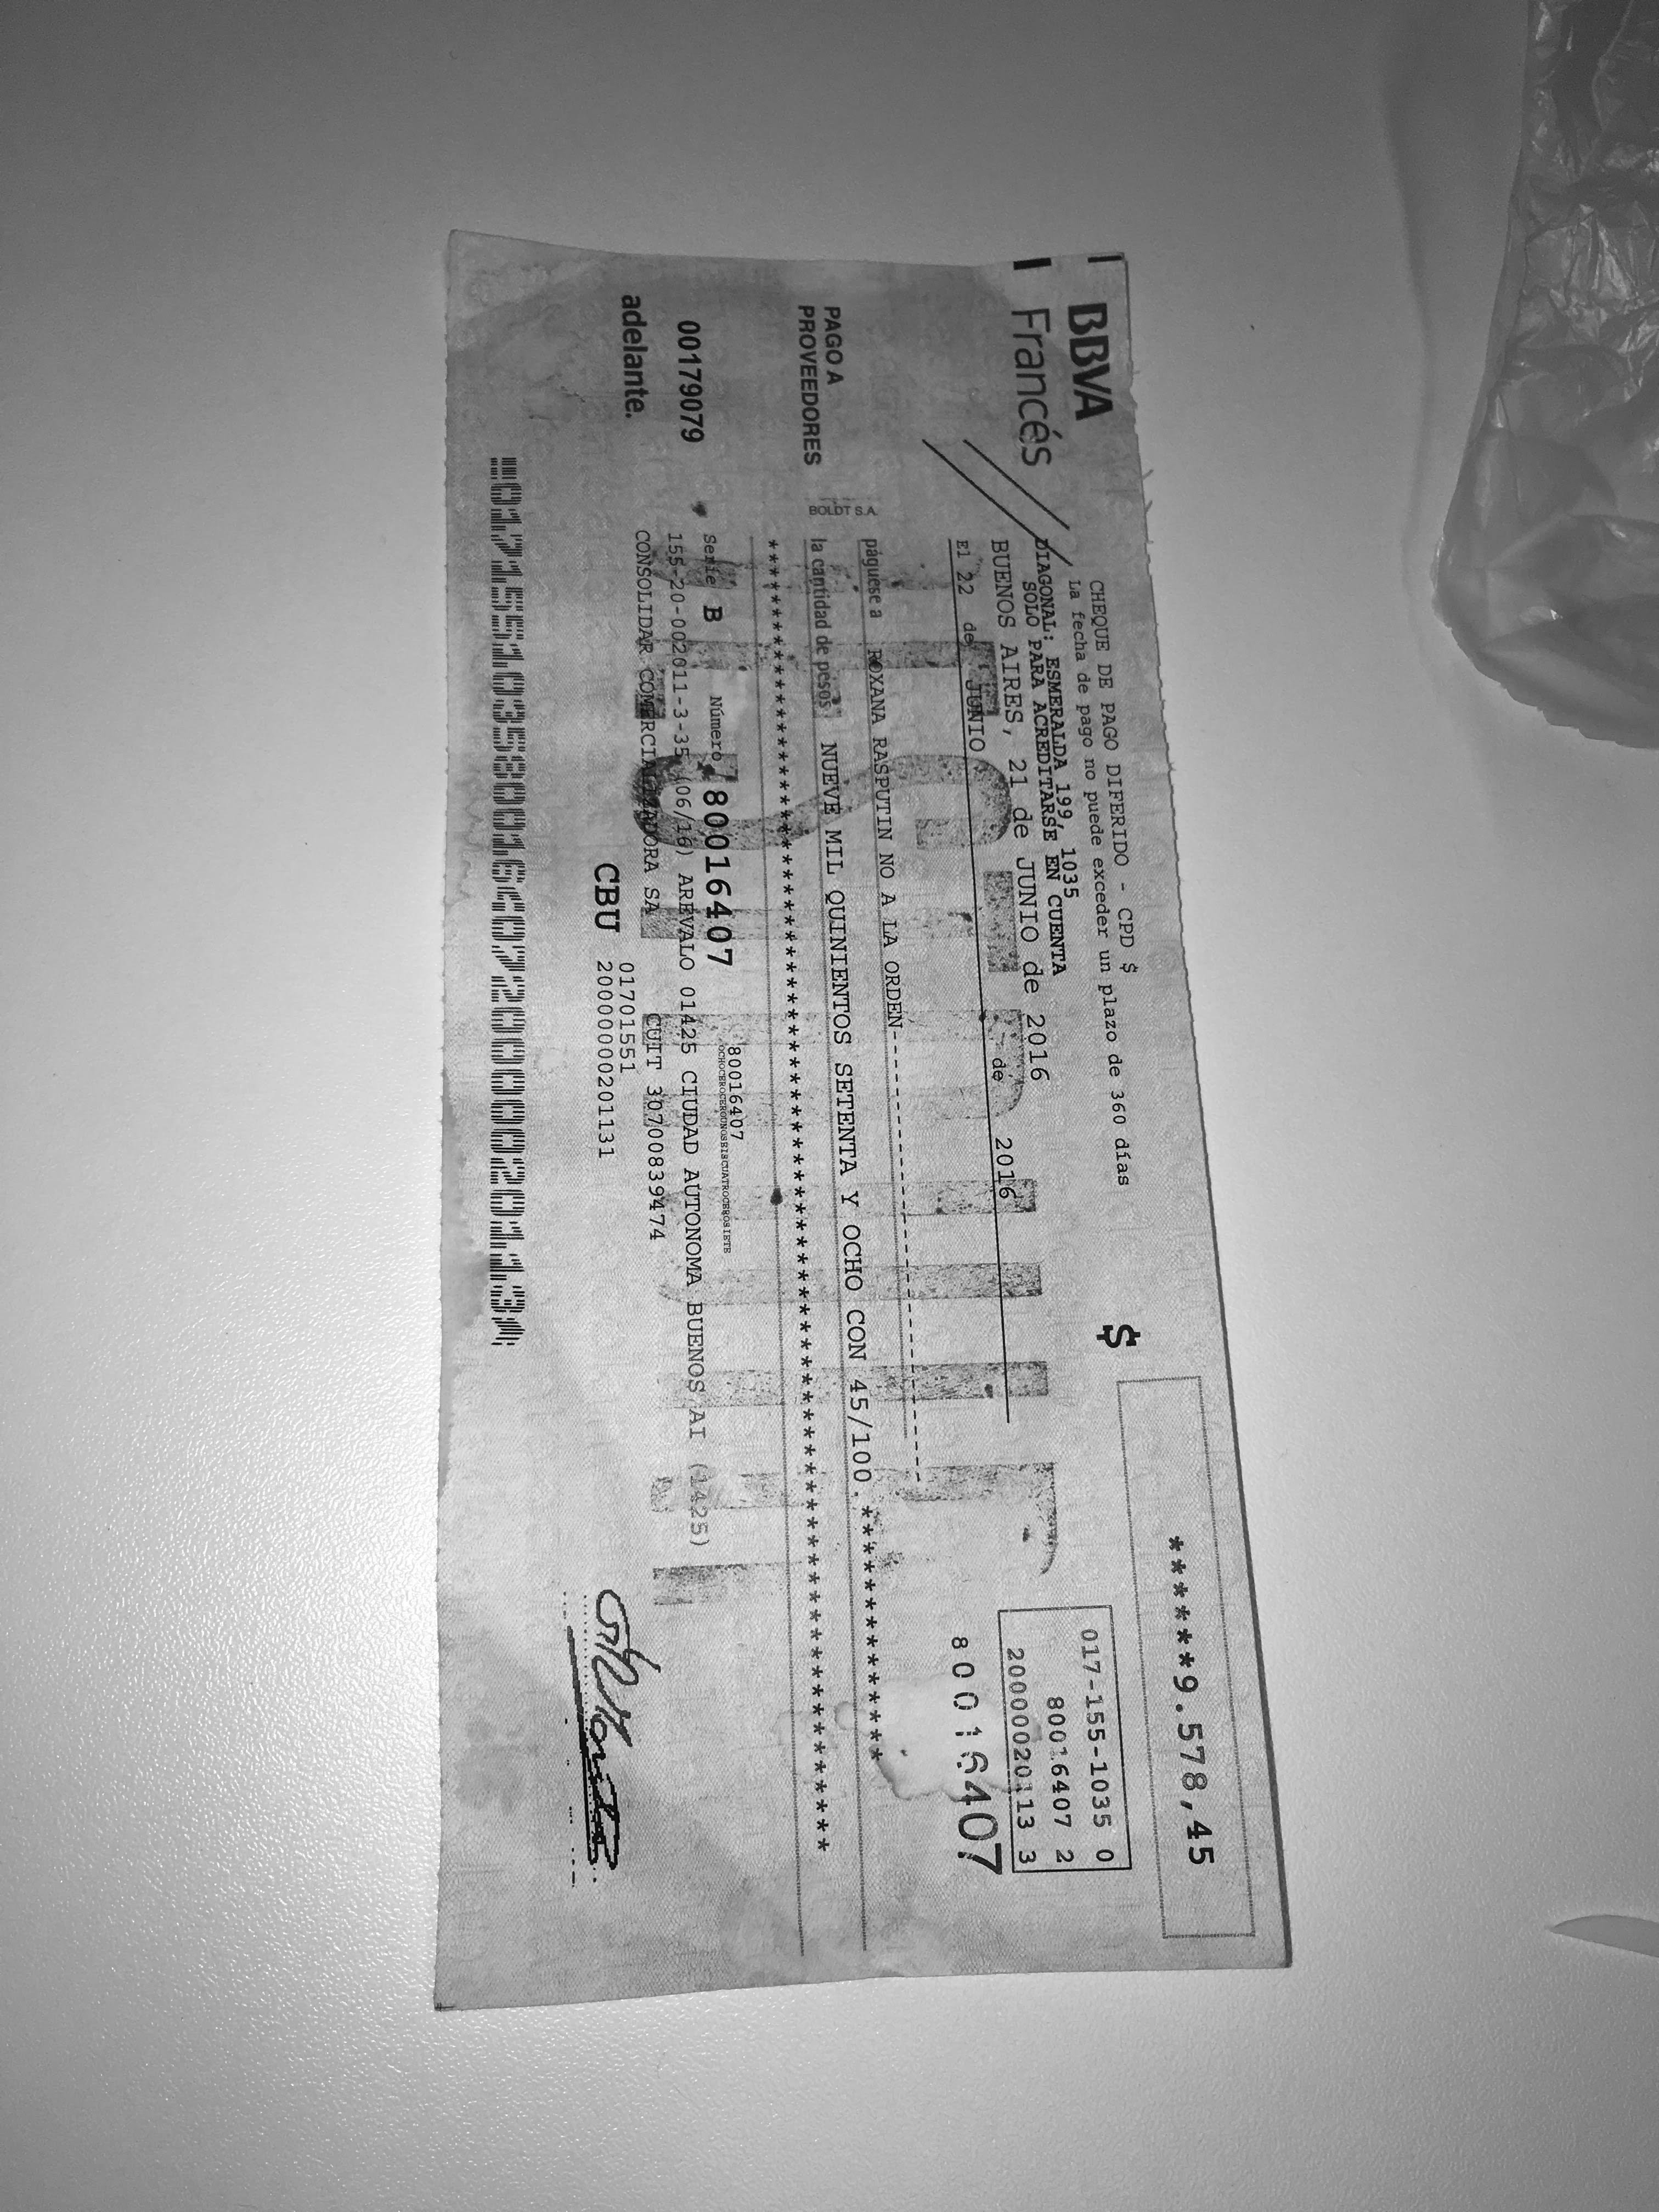 BBVA
Francés
CHEQUE DE PAGO DIFERIDO - CPD $
La fecha de pago no puede exceder un plazo de 360 días
$ ******9.578,45
DIAGONAL: ESMERALDA 199, 1035
SOLO PARA ACREDITARSE EN CUENTA
BUENOS AIRES, 21 de JUNIO de 2016
017-155-1035 0
80016407 2
20000020113 3
El 22 de JUNIO de 2016
80016407
páguese a ROXANA RASPUTIN NO A LA ORDEN------------------------------
PAGO A
PROVEEDORES
BOLDT S.A.
la cantidad de pesos NUEVE MIL QUINIENTOS SETENTA Y OCHO CON 45/100.****************
**********************************************************************
Serie B Número 80016407
80016407
OCHOCEROCEROUNOSEISCUATROCEROSIETE
00179079
155-20-002011-3-35 (06/16) AREVALO 01425 CIUDAD AUTONOMA BUENOS AI (1425)
CONSOLIDAR COMERCIALIZADORA SA CUIT 30700839474
adelante.
CBU 01701551
20000000201131